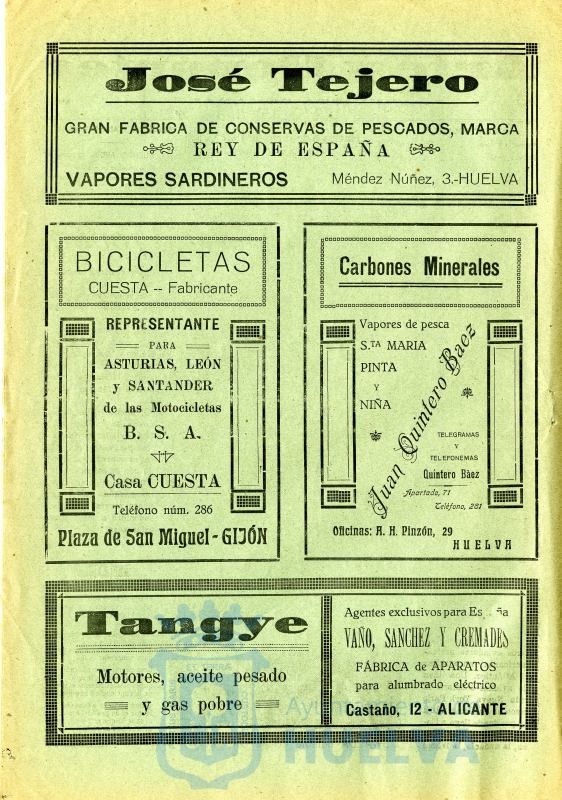 José Tejero
GRAN FABRICA DE CONSERVAS DE PESCADOS, MARCA
REY DE ESPAÑA
VAPORES SARDINEROS Méndez Núñez, 3.-HUELVA
BICICLETAS
CUESTA -- Fabricante
REPRESENTANTE
PARA
ASTURIAS, LEÓN
y SANTANDER
de las Motocicletas
B. S. A.
Casa CUESTA
Teléfono núm. 286
Plaza de San Miguel - GIJÓN
Carbones Minerales
Vapores de pesca
S.TA MARIA
PINTA
Y
NIÑA
Juan Quintero Baez
TELEGRAMAS
Y
TELEFONEMAS
Quintero Bàez
Apartado, 71
Teléfono, 281
Oficinas: A. H. Pinzón, 29
HUELVA
Tangye
Motores, aceite pesado
y gas pobre
Agentes exclusivos para Es ña
VAÑO, SANCHEZ Y CREMADES
FÁBRICA de APARATOS
para alumbrado eléctrico
Castaño, 12 - ALICANTE
HUELVA